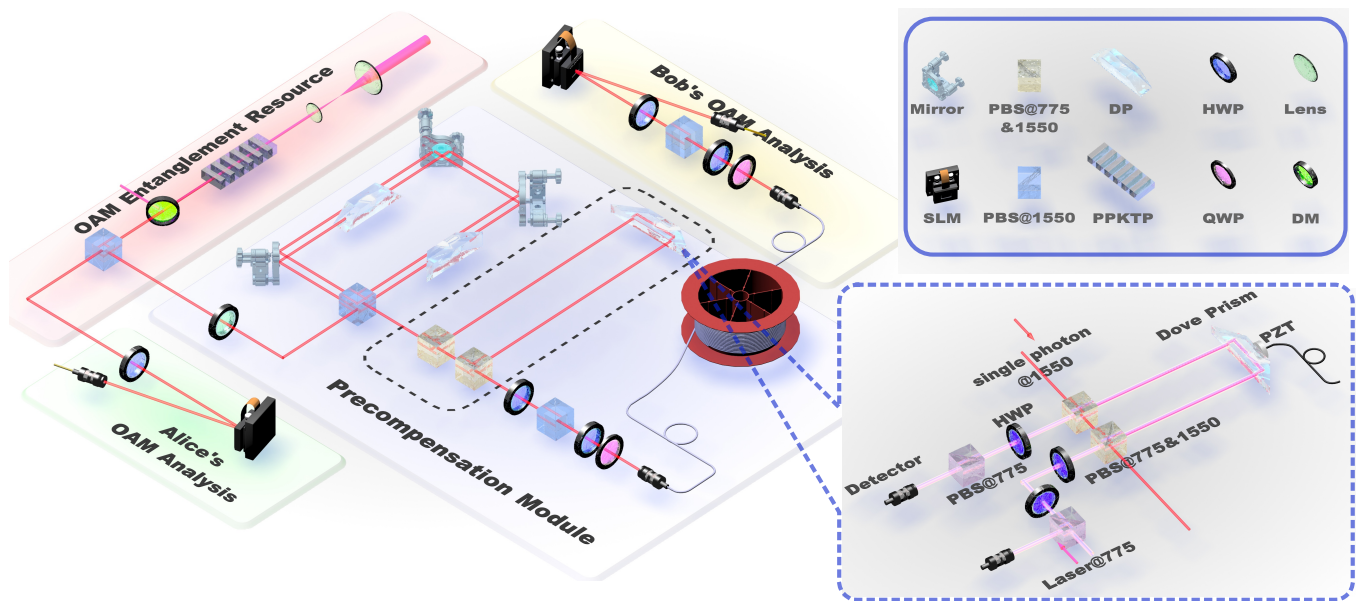 OAM Entanglement Resource
Bob's OAM Analysis
Alice's
OAM Analysis
Precompensation Module
Mirror
PBS@775
&1550
DP
HWP
Lens
SLM
PBS@1550
PPKTP
QWP
DM
single photon
@1550
Dove Prism
PZT
HWP
PBS@775&1550
PBS@775
Detector
Laser@775